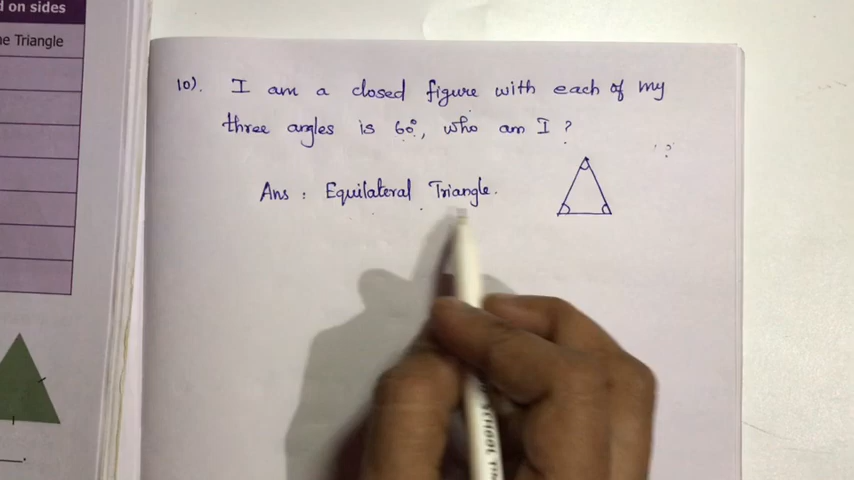 d on sides
e Triangle
10). I am a closed figure with each of my
three angles is 60°, who am I ?
Ans : Equilateral Triangle.